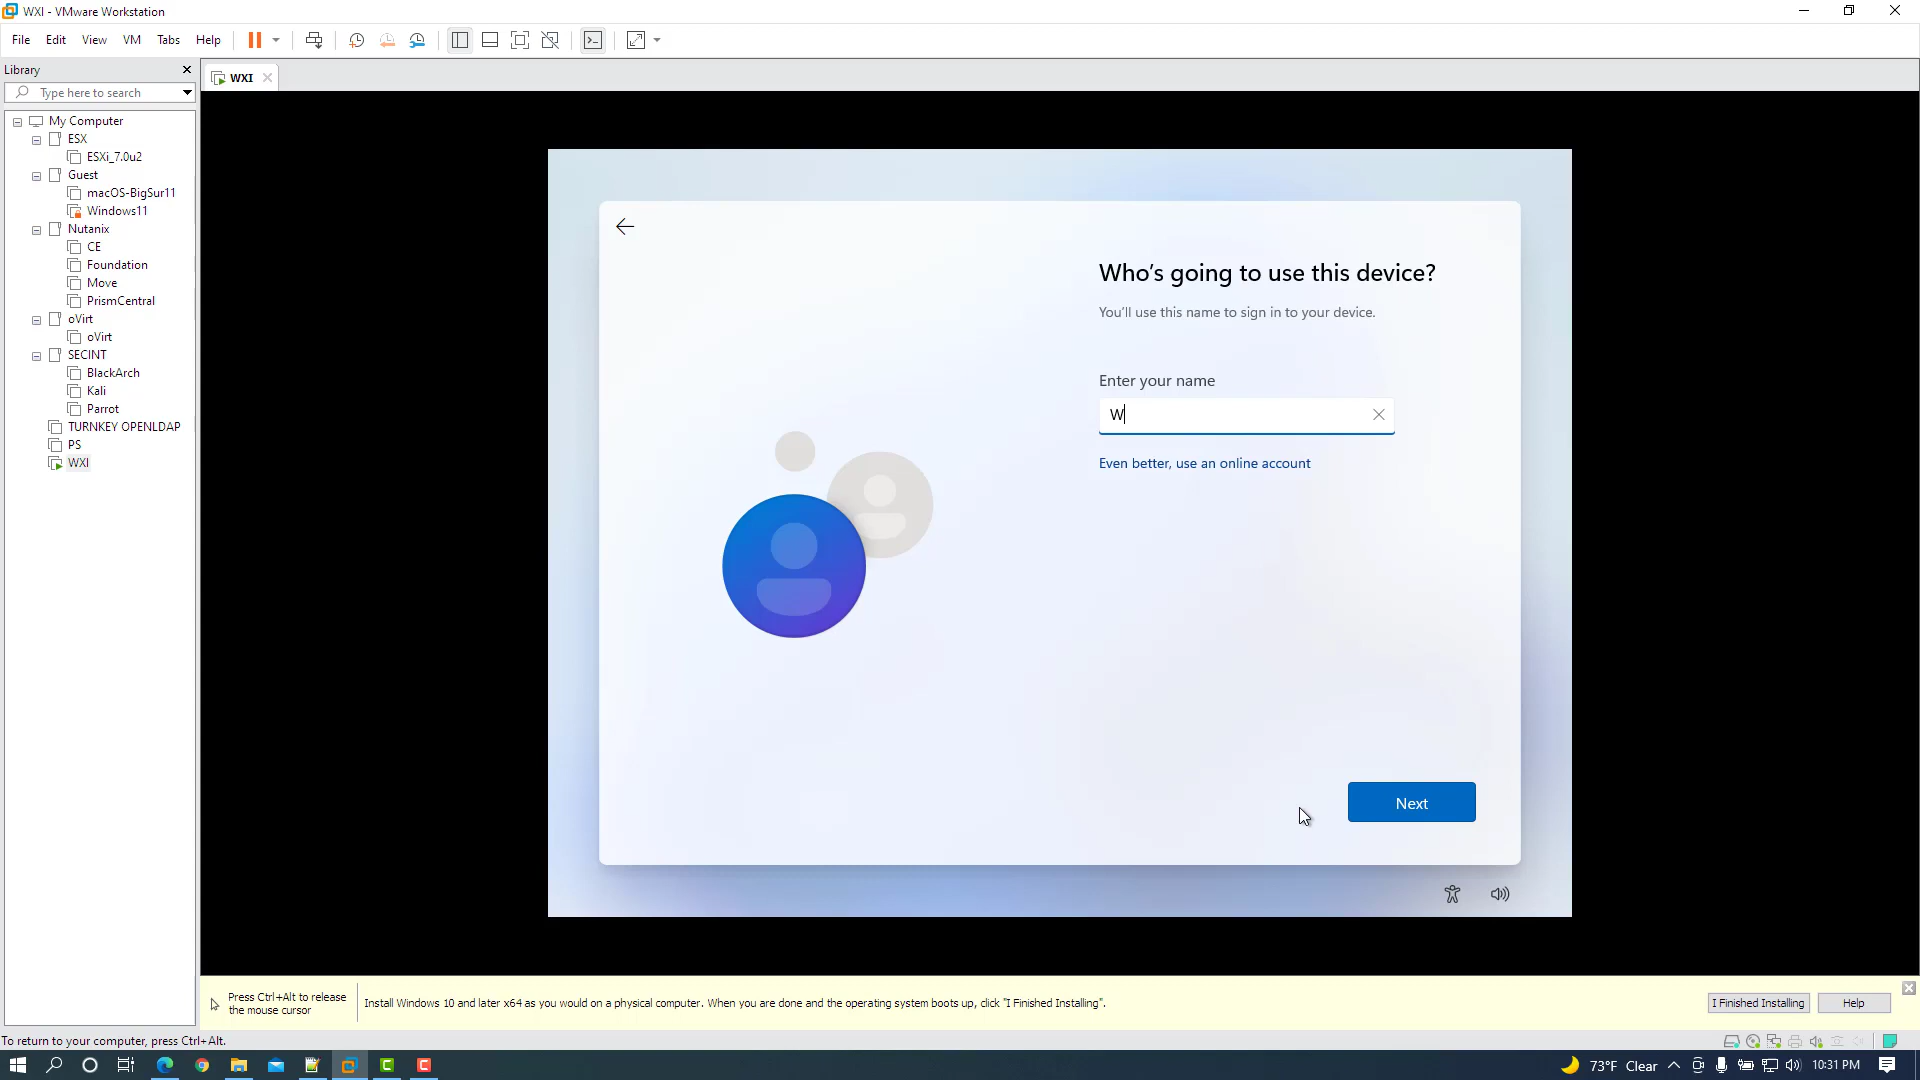 WXI - VMware Workstation
File Edit View VM Tabs Help
Library
WXI
Type here to search
My Computer
ESX
ESXi_7.0u2
Guest
macOS-BigSur11
Windows11
Nutanix
CE
Foundation
Move
PrismCentral
oVirt
oVirt
SECINT
BlackArch
Kali
Parrot
TURNKEY OPENLDAP
PS
WXI
Who's going to use this device?
You'll use this name to sign in to your device.
Enter your name
W
Even better, use an online account
Next
Press Ctrl+Alt to release
the mouse cursor
Install Windows 10 and later x64 as you would on a physical computer. When you are done and the operating system boots up, click "I Finished Installing".
I Finished Installing
Help
To return to your computer, press Ctrl+Alt.
73°F Clear
10:31 PM